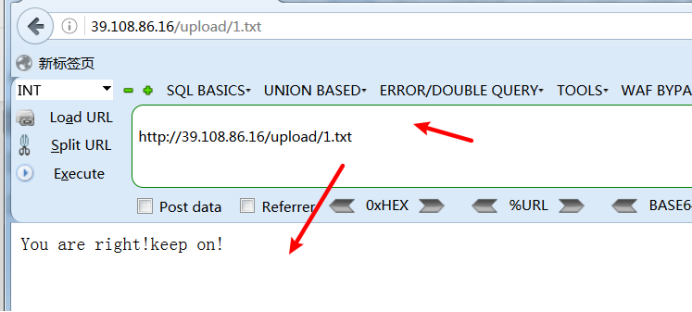 39.108.86.16/upload/1.txt
新标签页
INT SQL BASICS UNION BASED ERROR/DOUBLE QUERY TOOLS WAF BYPA
Load URL
http://39.108.86.16/upload/1.txt
Split URL
Execute
Post data Referrer 0xHEX %URL BASE6
You are right!keep on!